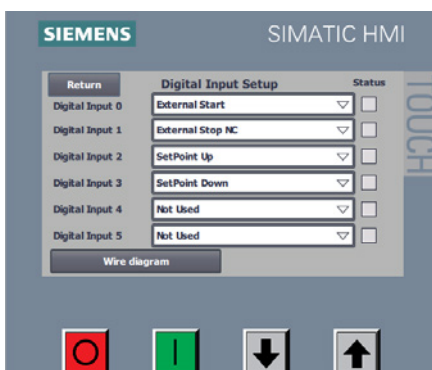 SIEMENS SIMATIC HMI
TOUCH
Return Digital Input Setup Status
Digital Input 0 External Start
Digital Input 1 External Stop NC
Digital Input 2 SetPoint Up
Digital Input 3 SetPoint Down
Digital Input 4 Not Used
Digital Input 5 Not Used
Wire diagram